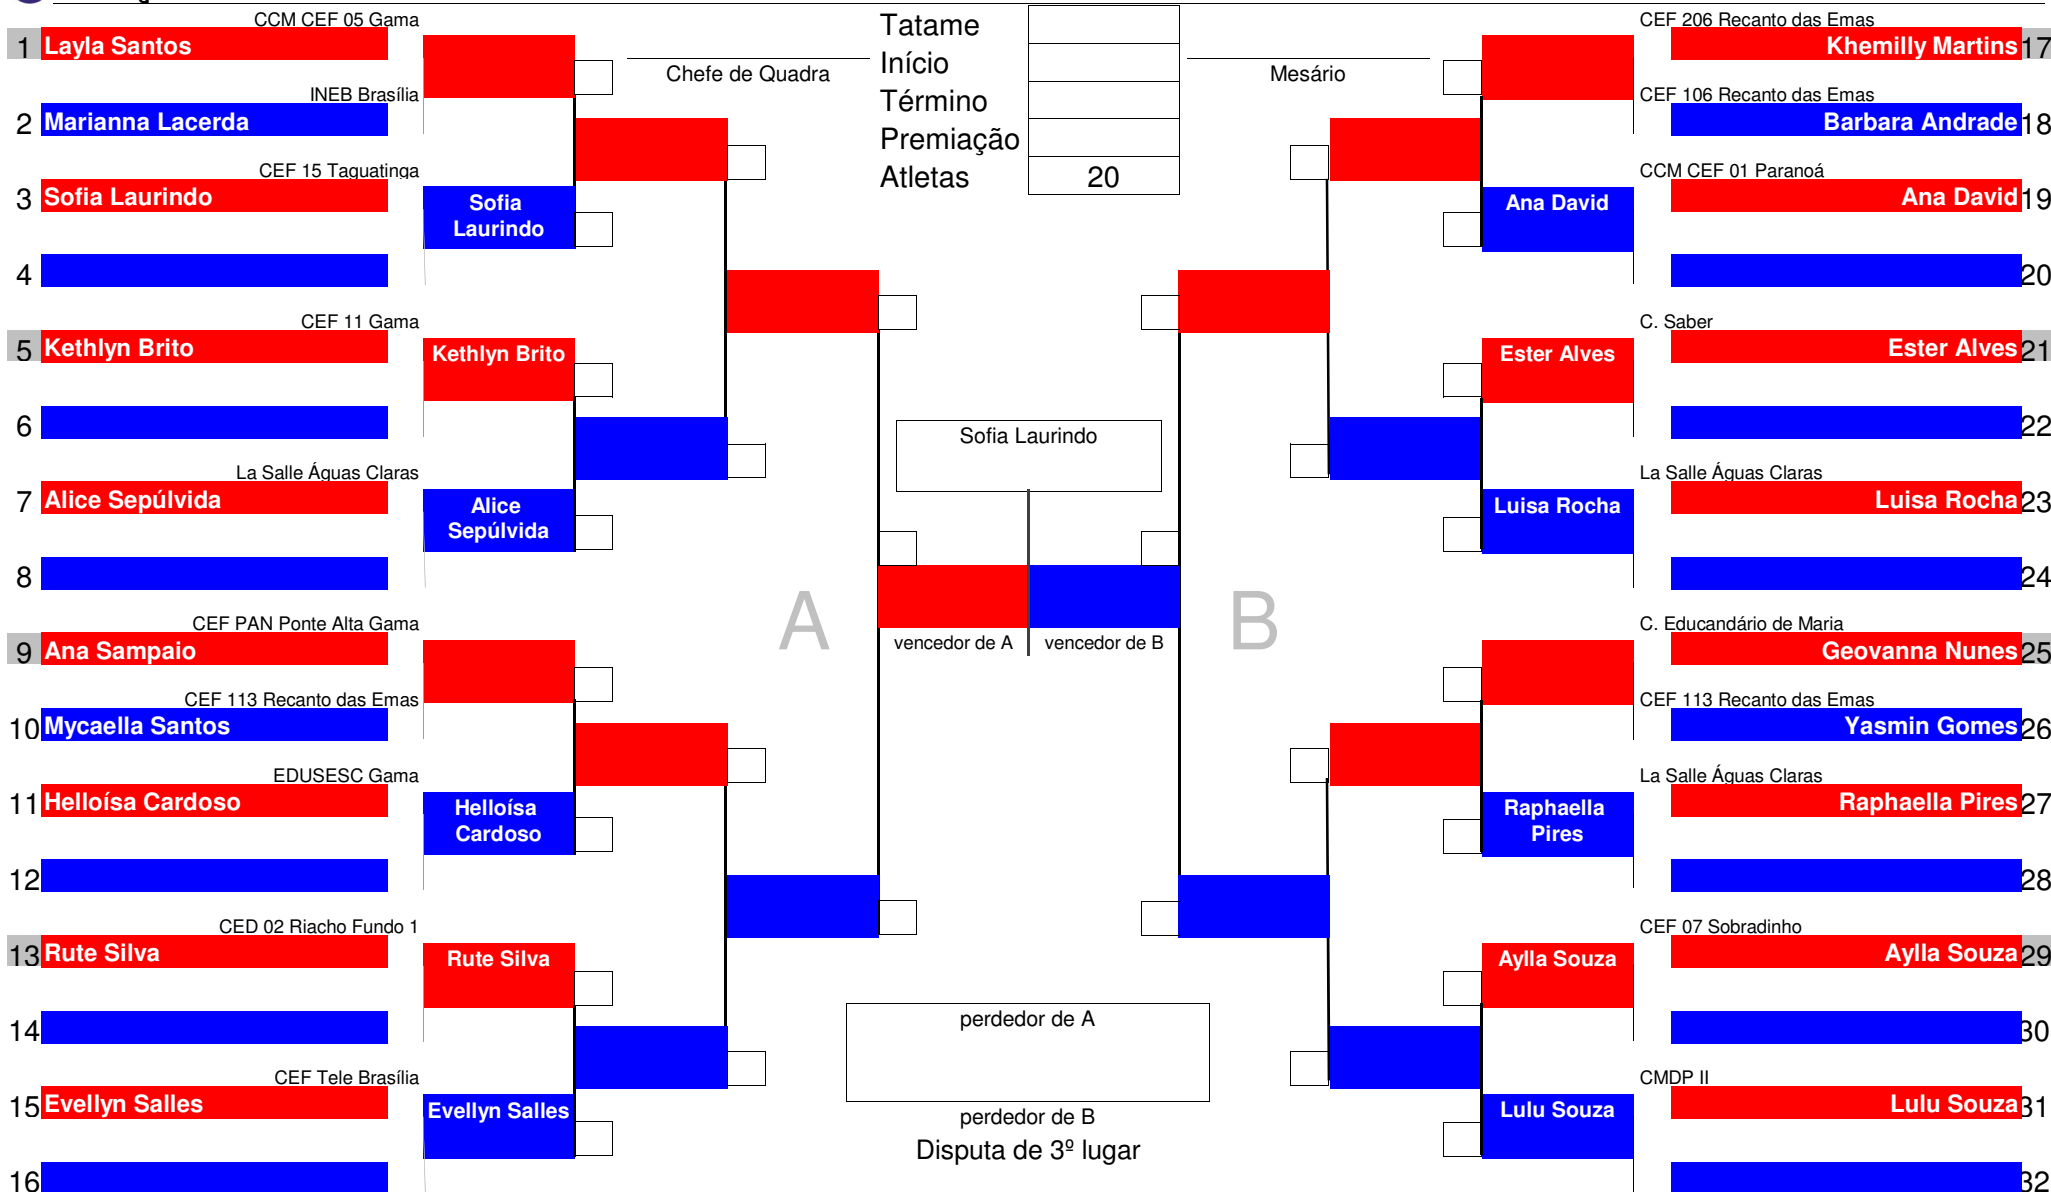 CCM CEF 05 Gama
1 Layla Santos
INEB Brasília
2 Marianna Lacerda
CEF 15 Taguatinga
3 Sofia Laurindo
4
CEF 11 Gama
5 Kethlyn Brito
6
La Salle Águas Claras
7 Alice Sepúlvida
8
CEF PAN Ponte Alta Gama
9 Ana Sampaio
CEF 113 Recanto das Emas
10 Mycaella Santos
EDUSESC Gama
11 Helloísa Cardoso
12
CED 02 Riacho Fundo 1
13 Rute Silva
14
CEF Tele Brasília
15 Evellyn Salles
16
Sofia
Laurindo
Kethlyn Brito
Alice
Sepúlvida
Helloísa
Cardoso
Rute Silva
Evellyn Salles
Chefe de Quadra
Tatame
Início
Término
Premiação
Atletas 20
Mesário
Sofia Laurindo
A
B
vencedor de A
vencedor de B
perdedor de A
perdedor de B
Disputa de 3º lugar
Ana David
Ester Alves
Luisa Rocha
Raphaella
Pires
Aylla Souza
Lulu Souza
CEF 206 Recanto das Emas
Khemilly Martins 17
CEF 106 Recanto das Emas
Barbara Andrade 18
CCM CEF 01 Paranoá
Ana David 19
20
C. Saber
Ester Alves 21
22
La Salle Águas Claras
Luisa Rocha 23
24
C. Educandário de Maria
Geovanna Nunes 25
CEF 113 Recanto das Emas
Yasmin Gomes 26
La Salle Águas Claras
Raphaella Pires 27
28
CEF 07 Sobradinho
Aylla Souza 29
30
CMDP II
Lulu Souza 31
32